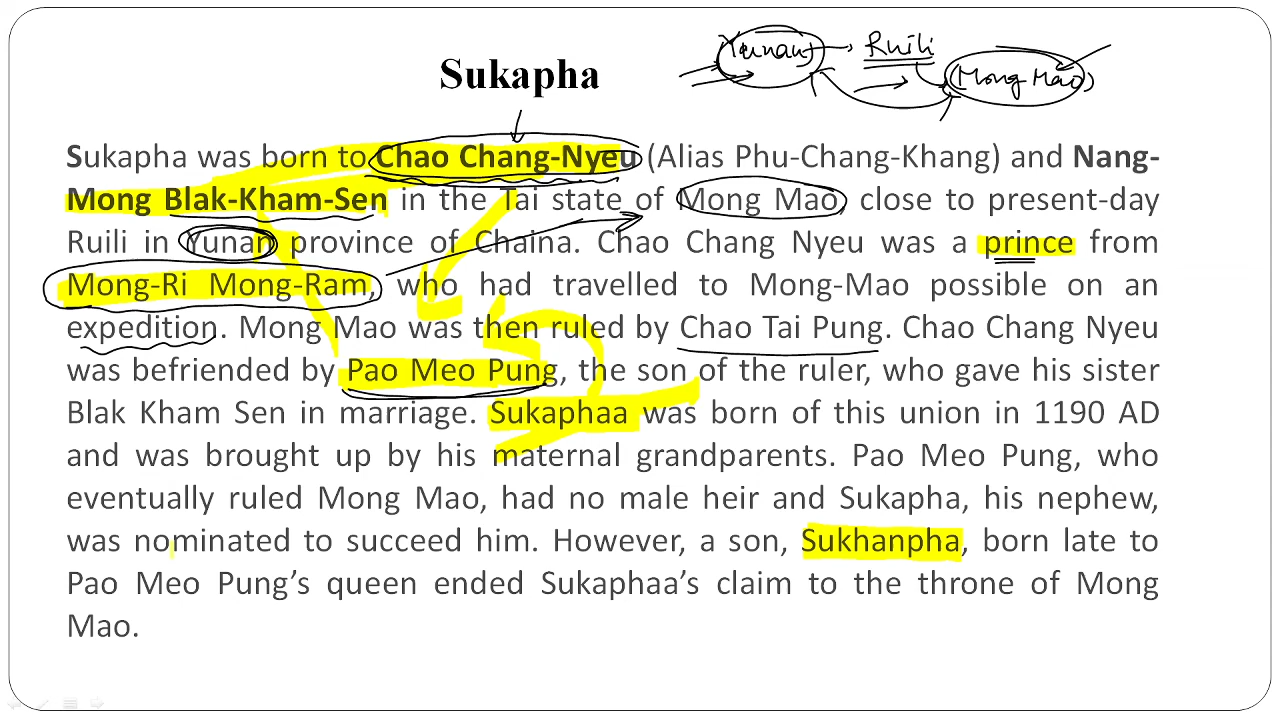 Yunan Ruili
(Mong Mao)
Sukapha
Sukapha was born to Chao Chang-Nyeu (Alias Phu-Chang-Khang) and Nang-
Mong Blak-Kham-Sen in the Tai state of Mong Mao, close to present-day
Ruili in Yunan province of Chaina. Chao Chang Nyeu was a prince from
Mong-Ri Mong-Ram, who had travelled to Mong-Mao possible on an
expedition. Mong Mao was then ruled by Chao Tai Pung. Chao Chang Nyeu
was befriended by Pao Meo Pung, the son of the ruler, who gave his sister
Blak Kham Sen in marriage. Sukaphaa was born of this union in 1190 AD
and was brought up by his maternal grandparents. Pao Meo Pung, who
eventually ruled Mong Mao, had no male heir and Sukapha, his nephew,
was nominated to succeed him. However, a son, Sukhanpha, born late to
Pao Meo Pung’s queen ended Sukaphaa’s claim to the throne of Mong
Mao.